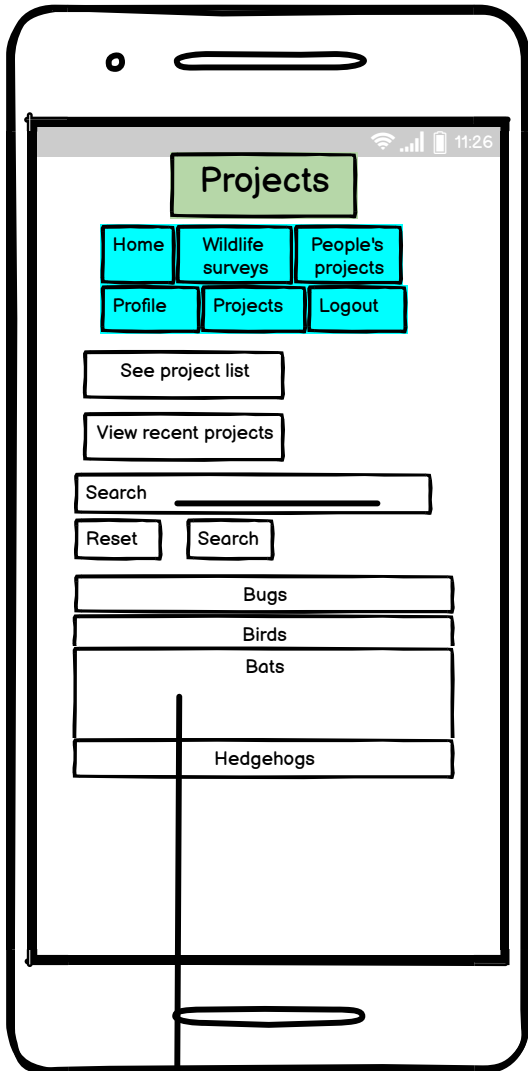 11:26
Projects
Home
Wildlife
surveys
People's
projects
Profile
Projects
Logout
See project list
View recent projects
Search
Reset
Search
Bugs
Birds
Bats
Hedgehogs